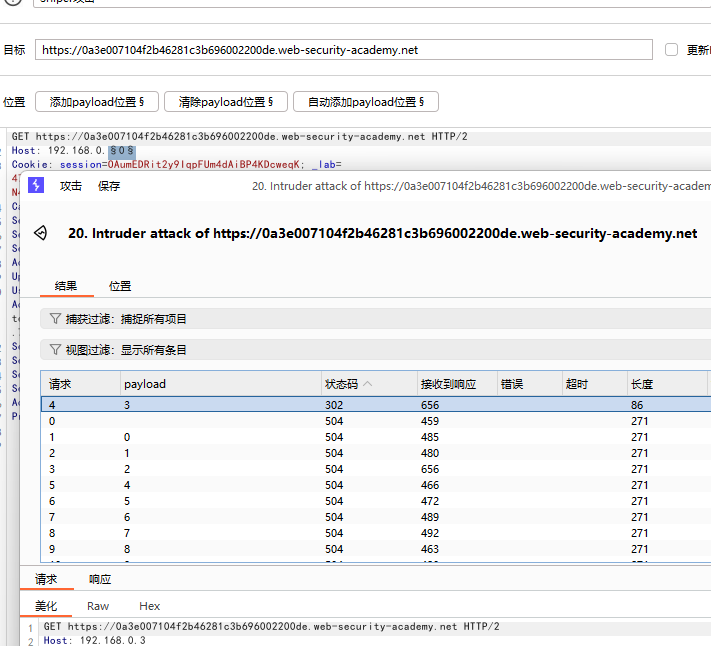 目标 https://0a3e007104f2b46281c3b696002200de.web-security-academy.net
位置 添加payload位置 § 清除payload位置 § 自动添加payload位置 §
GET https://0a3e007104f2b46281c3b696002200de.web-security-academy.net HTTP/2
Host: 192.168.0.§0§
Cookie: session=OAumEDRit2y9IqpFUm4dAiBP4KDcweqK; _lab=
攻击 保存 20. Intruder attack of https://0a3e007104f2b46281c3b696002200de.web-security-academ
20. Intruder attack of https://0a3e007104f2b46281c3b696002200de.web-security-academy.net
结果 位置
捕获过滤：捕捉所有项目
视图过滤：显示所有条目
请求 payload 状态码 接收到响应 错误 超时 长度
4 3 302 656 86
0 504 459 271
1 0 504 485 271
2 1 504 480 271
3 2 504 656 271
5 4 504 466 271
6 5 504 472 271
7 6 504 489 271
8 7 504 492 271
9 8 504 463 271
请求 响应
美化 Raw Hex
1 GET https://0a3e007104f2b46281c3b696002200de.web-security-academy.net HTTP/2
2 Host: 192.168.0.3